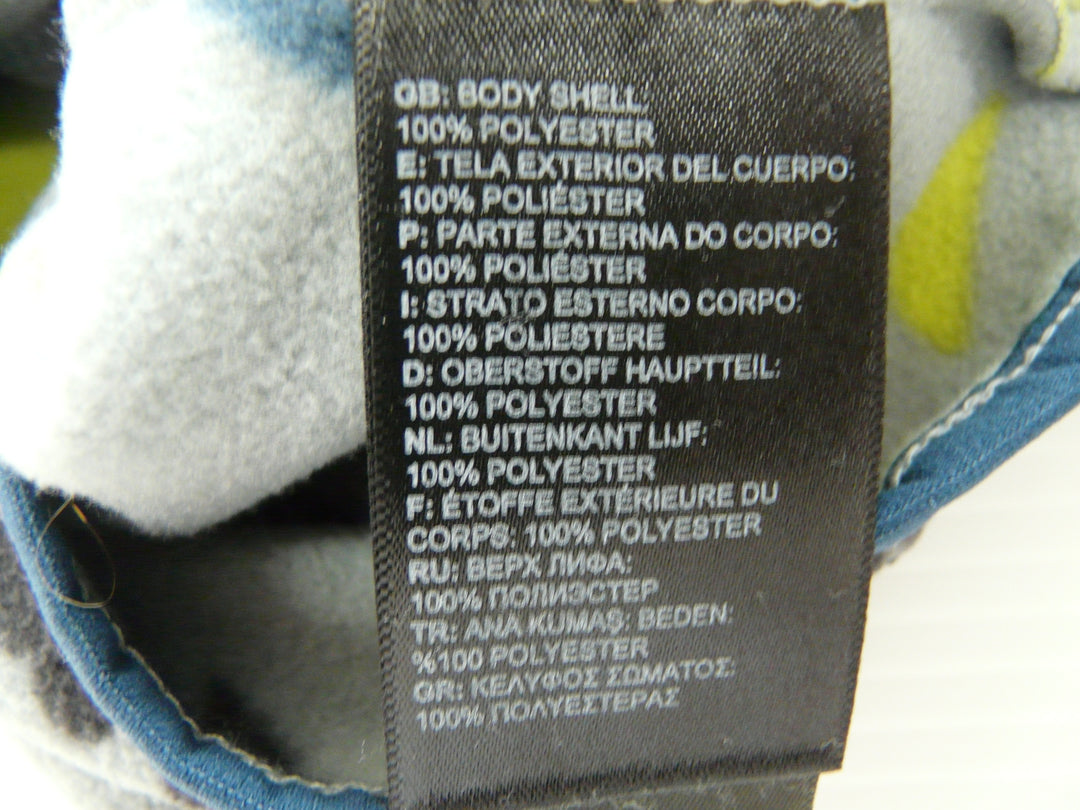 GB: BODY SHELL
100% POLYESTER
E: TELA EXTERIOR DEL CUERPO:
100% POLIÉSTER
P: PARTE EXTERNA DO CORPO:
100% POLIÉSTER
I: STRATO ESTERNO CORPO:
100% POLIESTERE
D: OBERSTOFF HAUPTTEIL:
100% POLYESTER
NL: BUITENKANT LIJF:
100% POLYESTER
F: ÉTOFFE EXTÉRIEURE DU
CORPS: 100% POLYESTER
RU: ВЕРХ ЛИФА:
100% ПОЛИЭСТЕР
TR: ANA KUMAŞ: BEDEN:
%100 POLYESTER
GR: ΚΕΛΥΦΟΣ ΣΩΜΑΤΟΣ:
100% ΠΟΛΥΕΣΤΕΡΑΣ